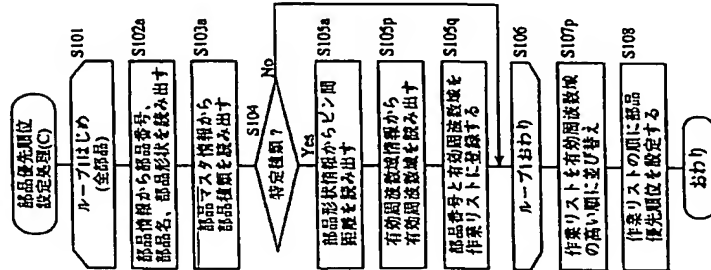 部品優先順位
設定処理(C)
S101
ループはじめ
(全部品)
S102a
部品情報から部品番号、
部品名、部品形状を読み出す
S103a
部品マスタ情報から
部品種類を読み出す
S104
特定種類?
No
Yes
S105a
部品形状情報からピン間
距離を読み出す
S105p
有効周波数域情報から
有効周波数域を読み出す
S105q
部品番号と有効周波数域を
作業リストに登録する
S106
ループおわり
S107p
作業リストを有効周波数域
の高い順に並び替え
S108
作業リストの順に部品
優先順位を設定する
おわり